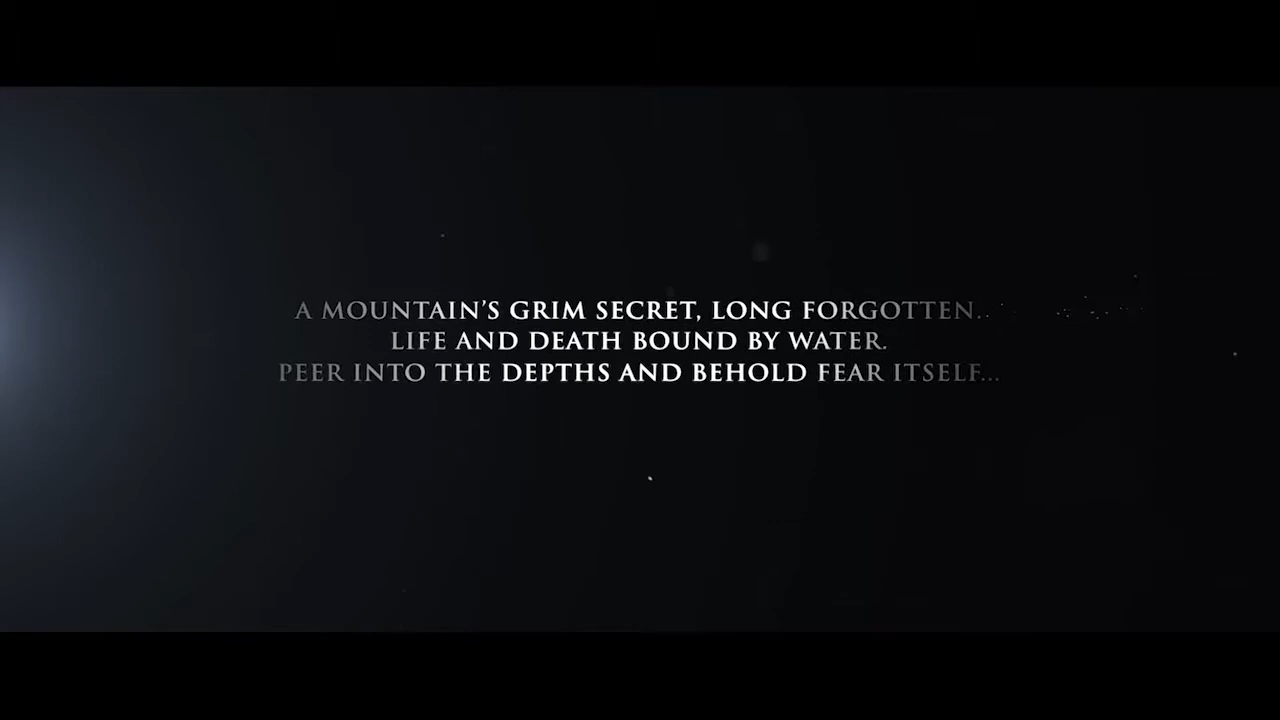 A MOUNTAIN’S GRIM SECRET, LONG FORGOTTEN..
LIFE AND DEATH BOUND BY WATER.
PEER INTO THE DEPTHS AND BEHOLD FEAR ITSELF...